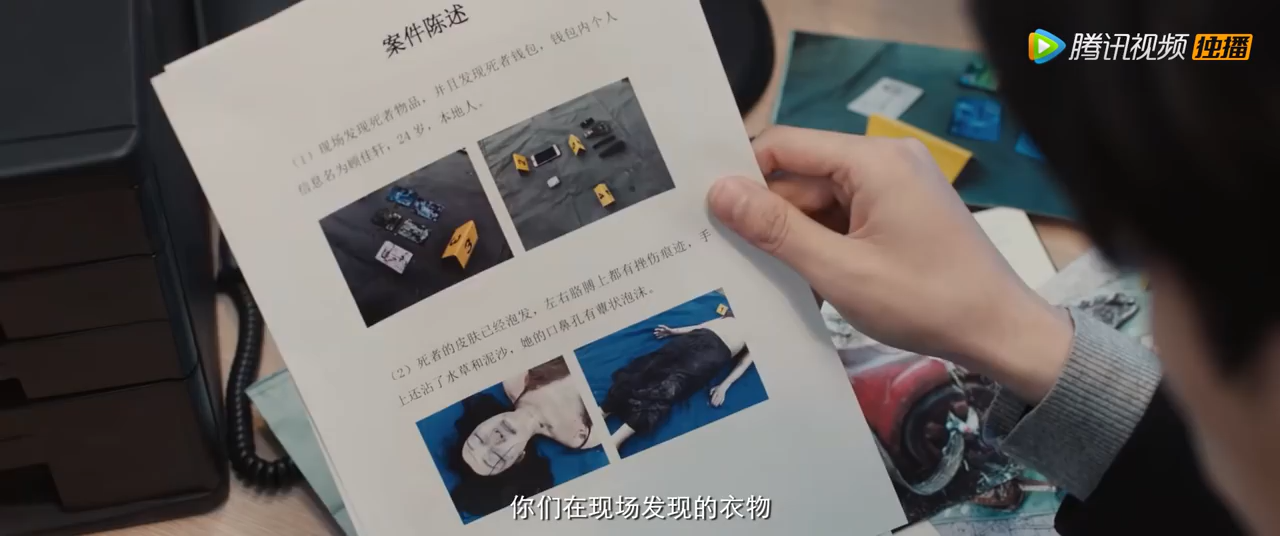 腾讯视频 独播
案件陈述
（1）现场发现死者物品，并且发现死者钱包，钱包内个人
信息名为顾佳轩，24 岁，本地人。
（2）死者的皮肤已经泡发，左右胳膊上都有挫伤痕迹，手
上还沾了水草和泥沙，她的口鼻孔有蕈状泡沫。
你们在现场发现的衣物